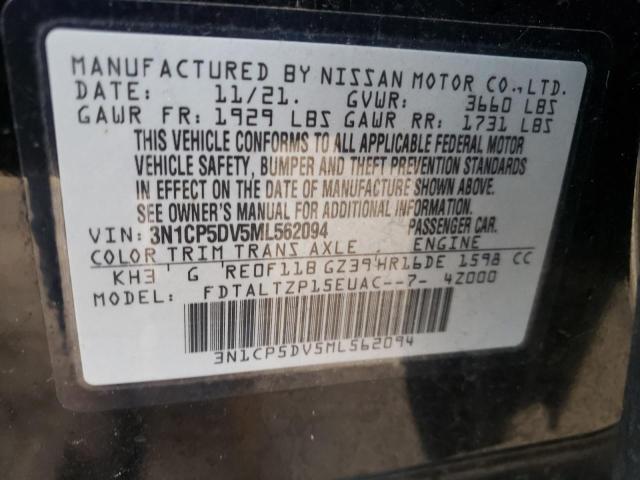 MANUFACTURED BY NISSAN MOTOR CO.,LTD.
DATE: 11/21. GVWR: 3660 LBS
GAWR FR: 1929 LBS GAWR RR: 1731 LBS
THIS VEHICLE CONFORMS TO ALL APPLICABLE FEDERAL MOTOR
VEHICLE SAFETY, BUMPER AND THEFT PREVENTION STANDARDS
IN EFFECT ON THE DATE OF MANUFACTURE SHOWN ABOVE.
SEE OWNER'S MANUAL FOR ADDITIONAL INFORMATION.
VIN: 3N1CP5DV5ML562094 PASSENGER CAR.
COLOR TRIM TRANS AXLE ENGINE
KH3 G RE0F11B GZ39 HR16DE 1598 CC
MODEL: FDTALTZP15EUAC--7- 4Z000
3N1CP5DV5ML562094